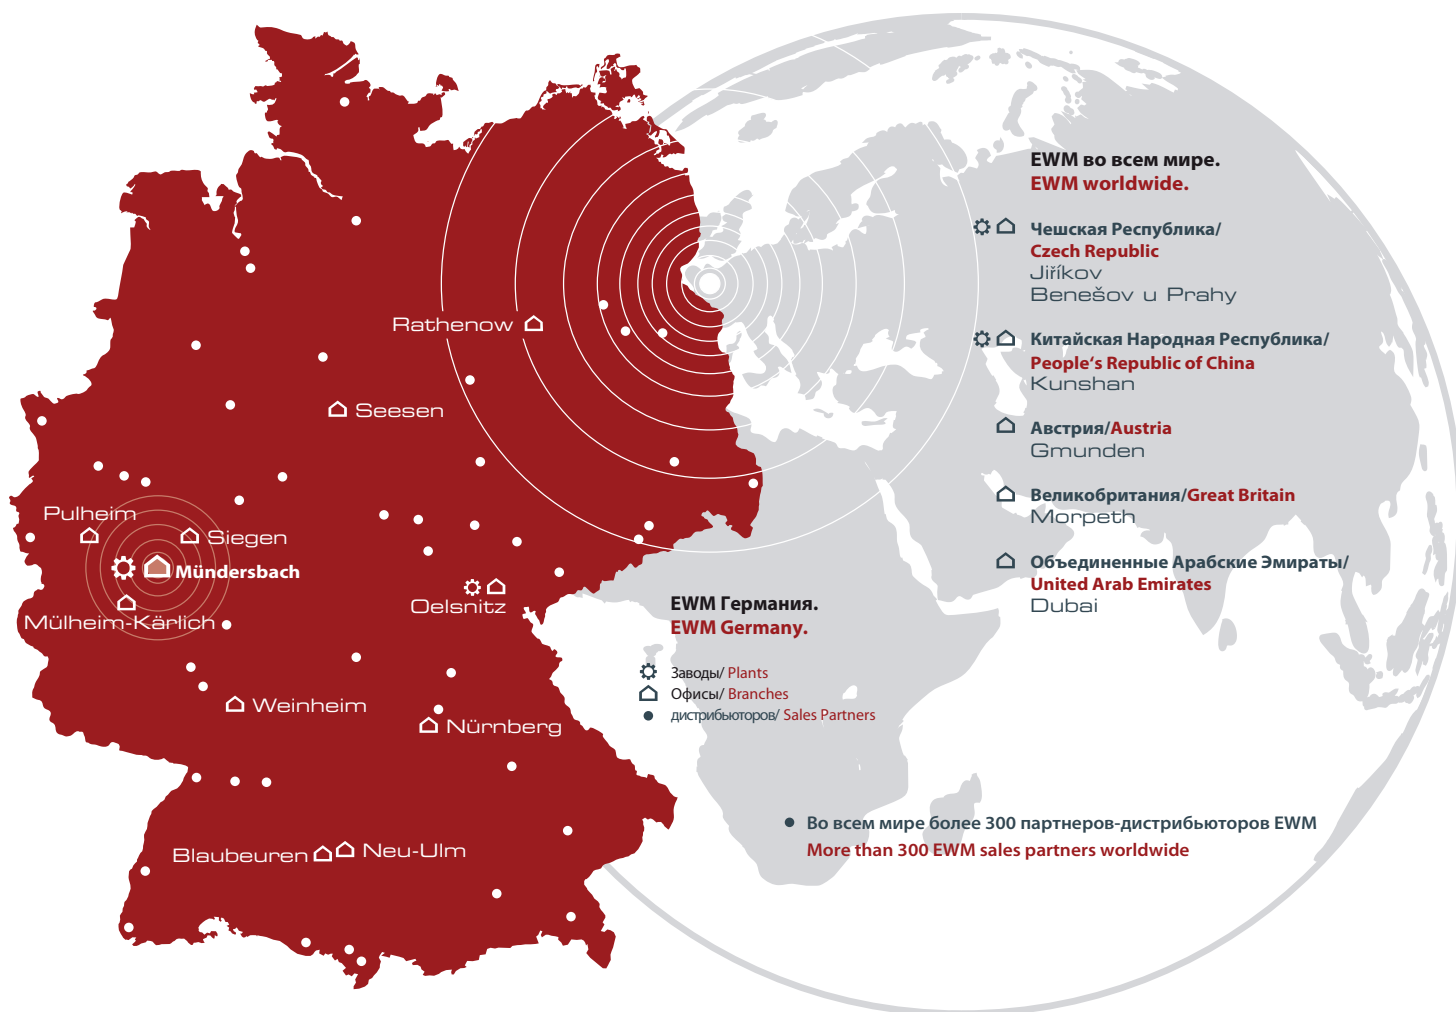 Rathenow
Seesen
Pulheim
Siegen
Mündersbach
Mülheim-Kärlich
Oelsnitz
Weinheim
Nürnberg
Blaubeuren
Neu-Ulm
EWM во всем мире.
EWM worldwide.
Чешская Республика/
Czech Republic
Jiříkov
Benešov u Prahy
Китайская Народная Республика/
People‘s Republic of China
Kunshan
Австрия/Austria
Gmunden
Великобритания/Great Britain
Morpeth
Объединенные Арабские Эмираты/
United Arab Emirates
Dubai
EWM Германия.
EWM Germany.
Заводы/ Plants
Офисы/ Branches
дистрибьюторов/ Sales Partners
Во всем мире более 300 партнеров-дистрибьюторов EWM
More than 300 EWM sales partners worldwide